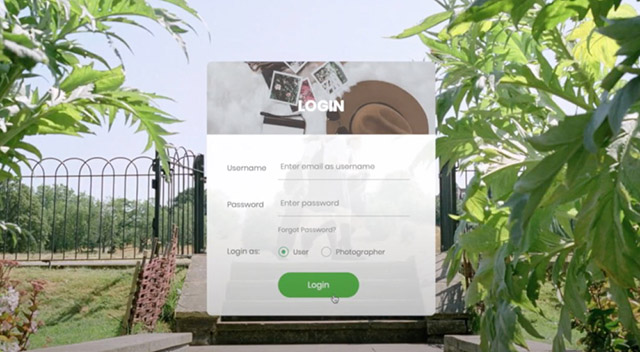 LOGIN
Username Enter email as username
Password Enter password
Forgot Password?
Login as: User Photographer
Login